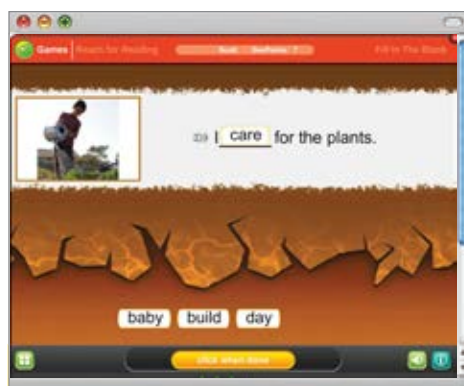 Games Reach for Reading Fill In The Blank
I care for the plants.
baby build day
click when done